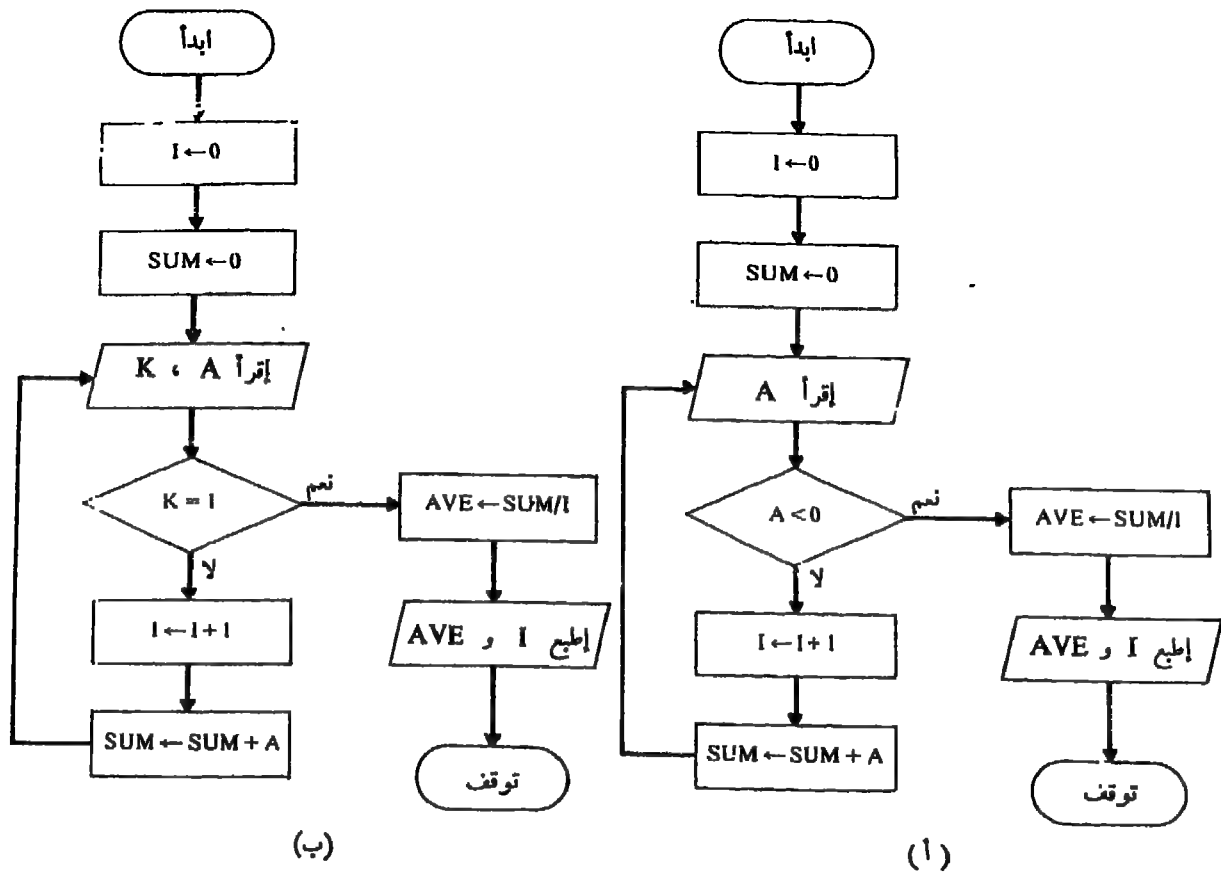 ابدأ
I←0
SUM←0
إقرأ A
A<0
نعم
AVE←SUM/I
لا
I←I+1
إطبع I و AVE
SUM←SUM+A
توقف
(أ)
ابدأ
I←0
SUM←0
إقرأ A ، K
K=1
نعم
AVE←SUM/I
لا
I←I+1
إطبع I و AVE
SUM←SUM+A
توقف
(ب)